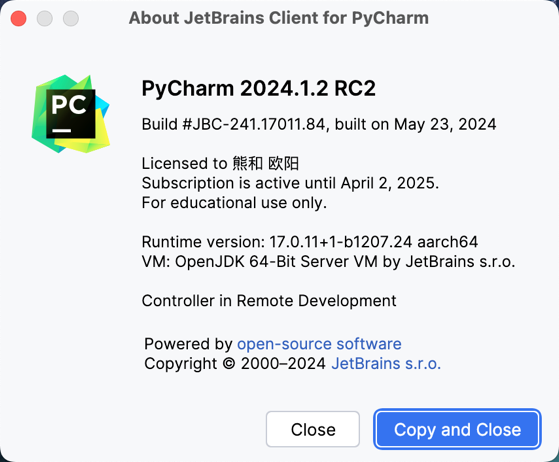 About JetBrains Client for PyCharm
PC
PyCharm 2024.1.2 RC2
Build #JBC-241.17011.84, built on May 23, 2024
Licensed to 熊和 欧阳
Subscription is active until April 2, 2025.
For educational use only.
Runtime version: 17.0.11+1-b1207.24 aarch64
VM: OpenJDK 64-Bit Server VM by JetBrains s.r.o.
Controller in Remote Development
Powered by open-source software
Copyright © 2000–2024 JetBrains s.r.o.
Close
Copy and Close